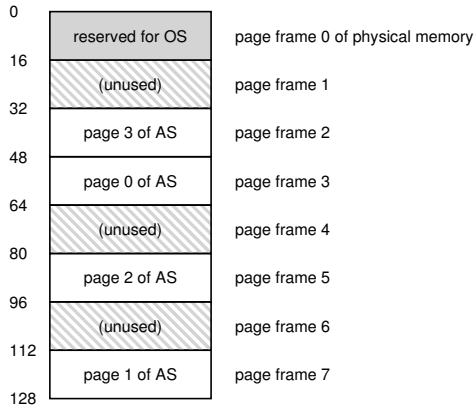 0
reserved for OS page frame 0 of physical memory
16
(unused) page frame 1
32
page 3 of AS page frame 2
48
page 0 of AS page frame 3
64
(unused) page frame 4
80
page 2 of AS page frame 5
96
(unused) page frame 6
112
page 1 of AS page frame 7
128